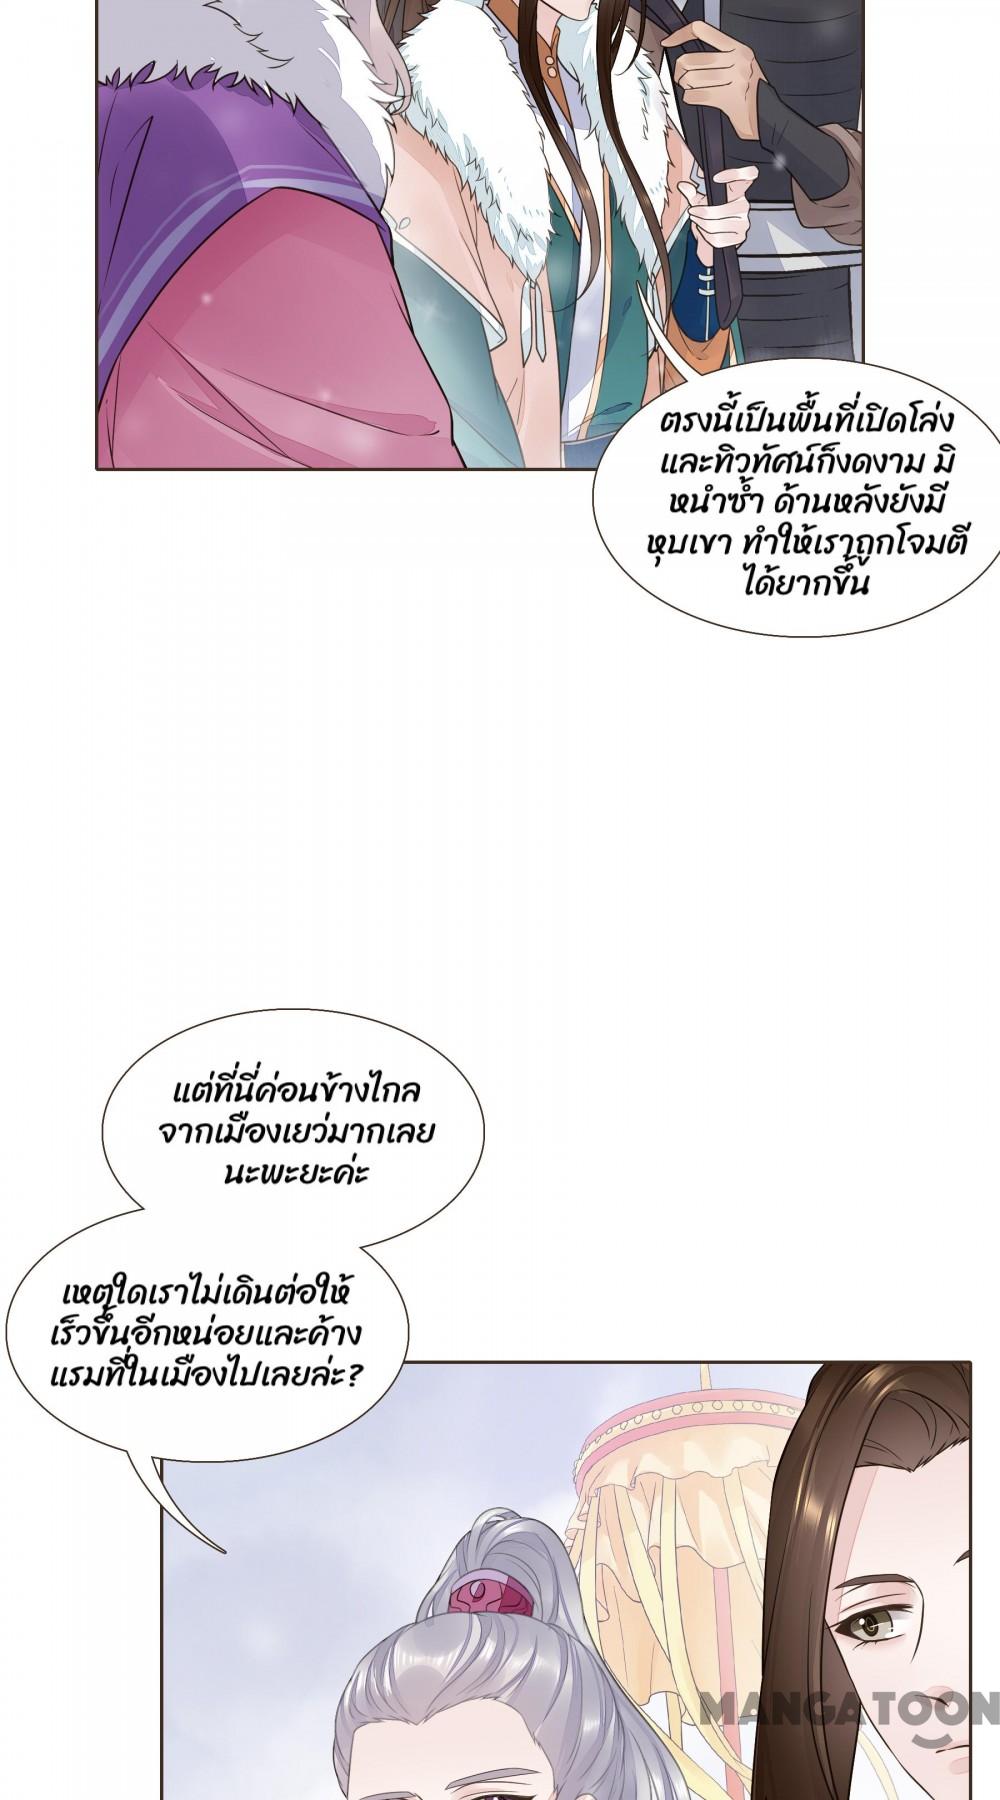 ตรงนี้เป็นพื้นที่เปิดโล่ง
และทิวทัศน์ก็งดงาม มิ
หนำซ้ำ ด้านหลังยังมี
หุบเขา ทำให้เราถูกโจมตี
ได้ยากขึ้น
แต่ที่นี่ค่อนข้างไกล
จากเมืองเยว่มากเลย
นะพะยะค่ะ
เหตุใดเราไม่เดินต่อให้
เร็วขึ้นอีกหน่อยและค้าง
แรมที่ในเมืองไปเลยล่ะ?
MANGATOON